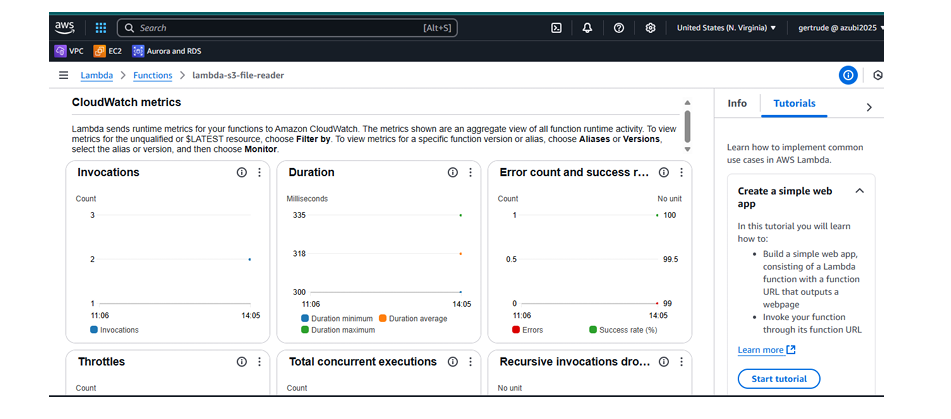 aws
Search
[Alt+S]
United States (N. Virginia)
gertrude @ azubi2025
VPC
EC2
Aurora and RDS
Lambda
Functions
lambda-s3-file-reader
CloudWatch metrics
Lambda sends runtime metrics for your functions to Amazon CloudWatch. The metrics shown are an aggregate view of all function runtime activity. To view
metrics for the unqualified or $LATEST resource, choose Filter by. To view metrics for a specific function version or alias, choose Aliases or Versions,
select the alias or version, and then choose Monitor.
Invocations
Count
3
2
1
11:06
14:05
Invocations
Duration
Milliseconds
335
318
300
11:06
14:05
Duration minimum
Duration average
Duration maximum
Error count and success r...
Count
No unit
1
100
0.5
99.5
0
99
11:06
14:05
Errors
Success rate (%)
Throttles
Count
Total concurrent executions
Count
Recursive invocations dro...
No unit
Info
Tutorials
Learn how to implement common
use cases in AWS Lambda.
Create a simple web
app
In this tutorial you will learn
how to:
• Build a simple web app,
consisting of a Lambda
function with a function
URL that outputs a
webpage
• Invoke your function
through its function URL
Learn more
Start tutorial